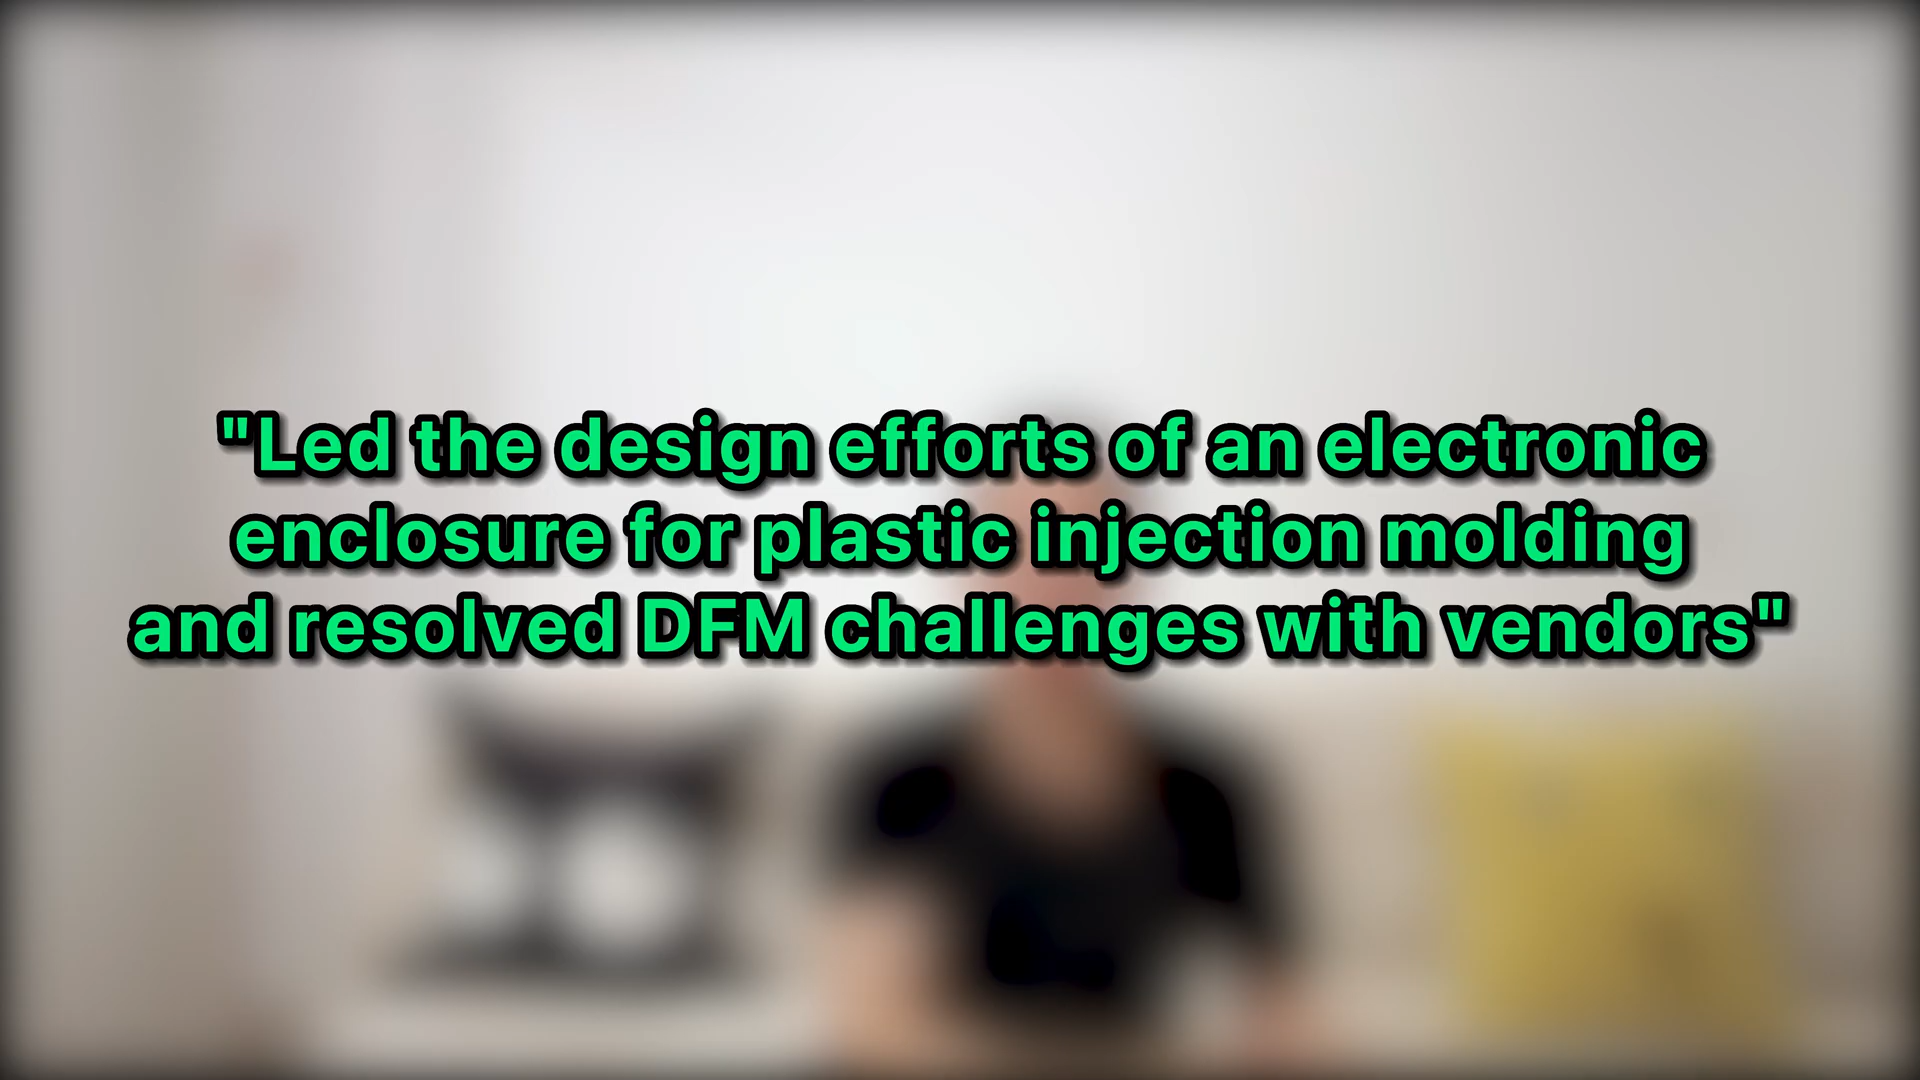 "Led the design efforts of an electronic
enclosure for plastic injection molding
and resolved DFM challenges with vendors"